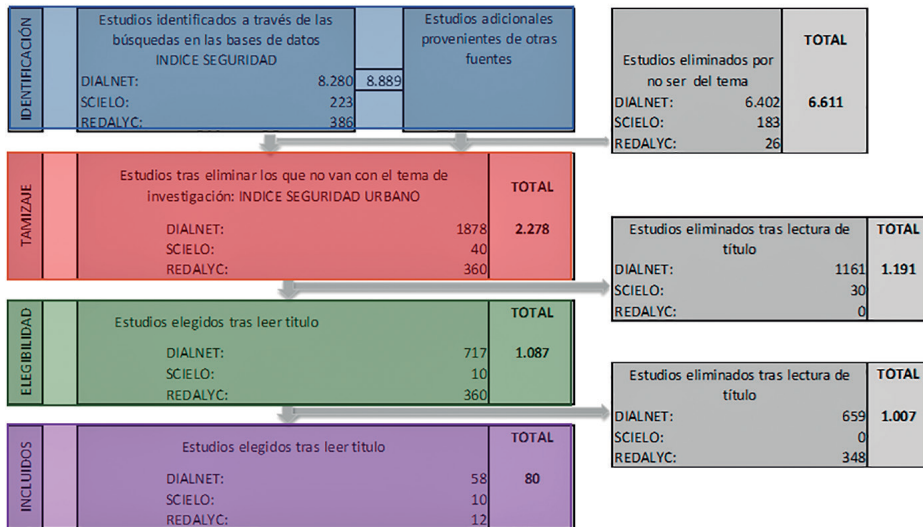 IDENTIFICACIÓN
Estudios identificados a través de las
búsquedas en las bases de datos
INDICE SEGURIDAD
DIALNET: 8.280 8.889
SCIELO: 223
REDALYC: 386
Estudios adicionales
provenientes de otras
fuentes
Estudios eliminados por
no ser del tema
TOTAL
DIALNET: 6.402 6.611
SCIELO: 183
REDALYC: 26
TAMIZAJE
Estudios tras eliminar los que no van con el tema de
investigación: INDICE SEGURIDAD URBANO
TOTAL
DIALNET: 1878 2.278
SCIELO: 40
REDALYC: 360
Estudios eliminados tras lectura de
título
TOTAL
DIALNET: 1161 1.191
SCIELO: 30
REDALYC: 0
ELEGIBILIDAD
Estudios elegidos tras leer titulo
TOTAL
DIALNET: 717 1.087
SCIELO: 10
REDALYC: 360
Estudios eliminados tras lectura de
título
TOTAL
DIALNET: 659 1.007
SCIELO: 0
REDALYC: 348
INCLUIDOS
Estudios elegidos tras leer titulo
TOTAL
DIALNET: 58 80
SCIELO: 10
REDALYC: 12